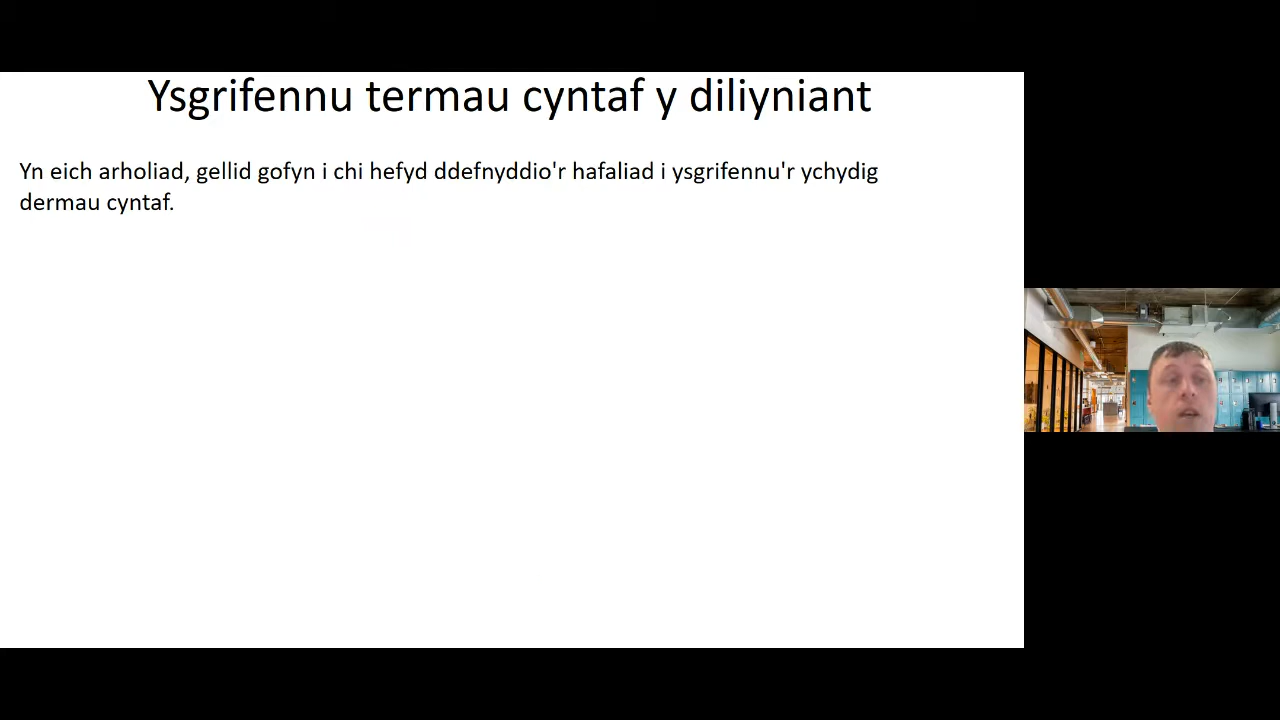 Ysgrifennu termau cyntaf y diliyniant
Yn eich arholiad, gellid gofyn i chi hefyd ddefnyddio'r hafaliad i ysgrifennu'r ychydig
dermau cyntaf.